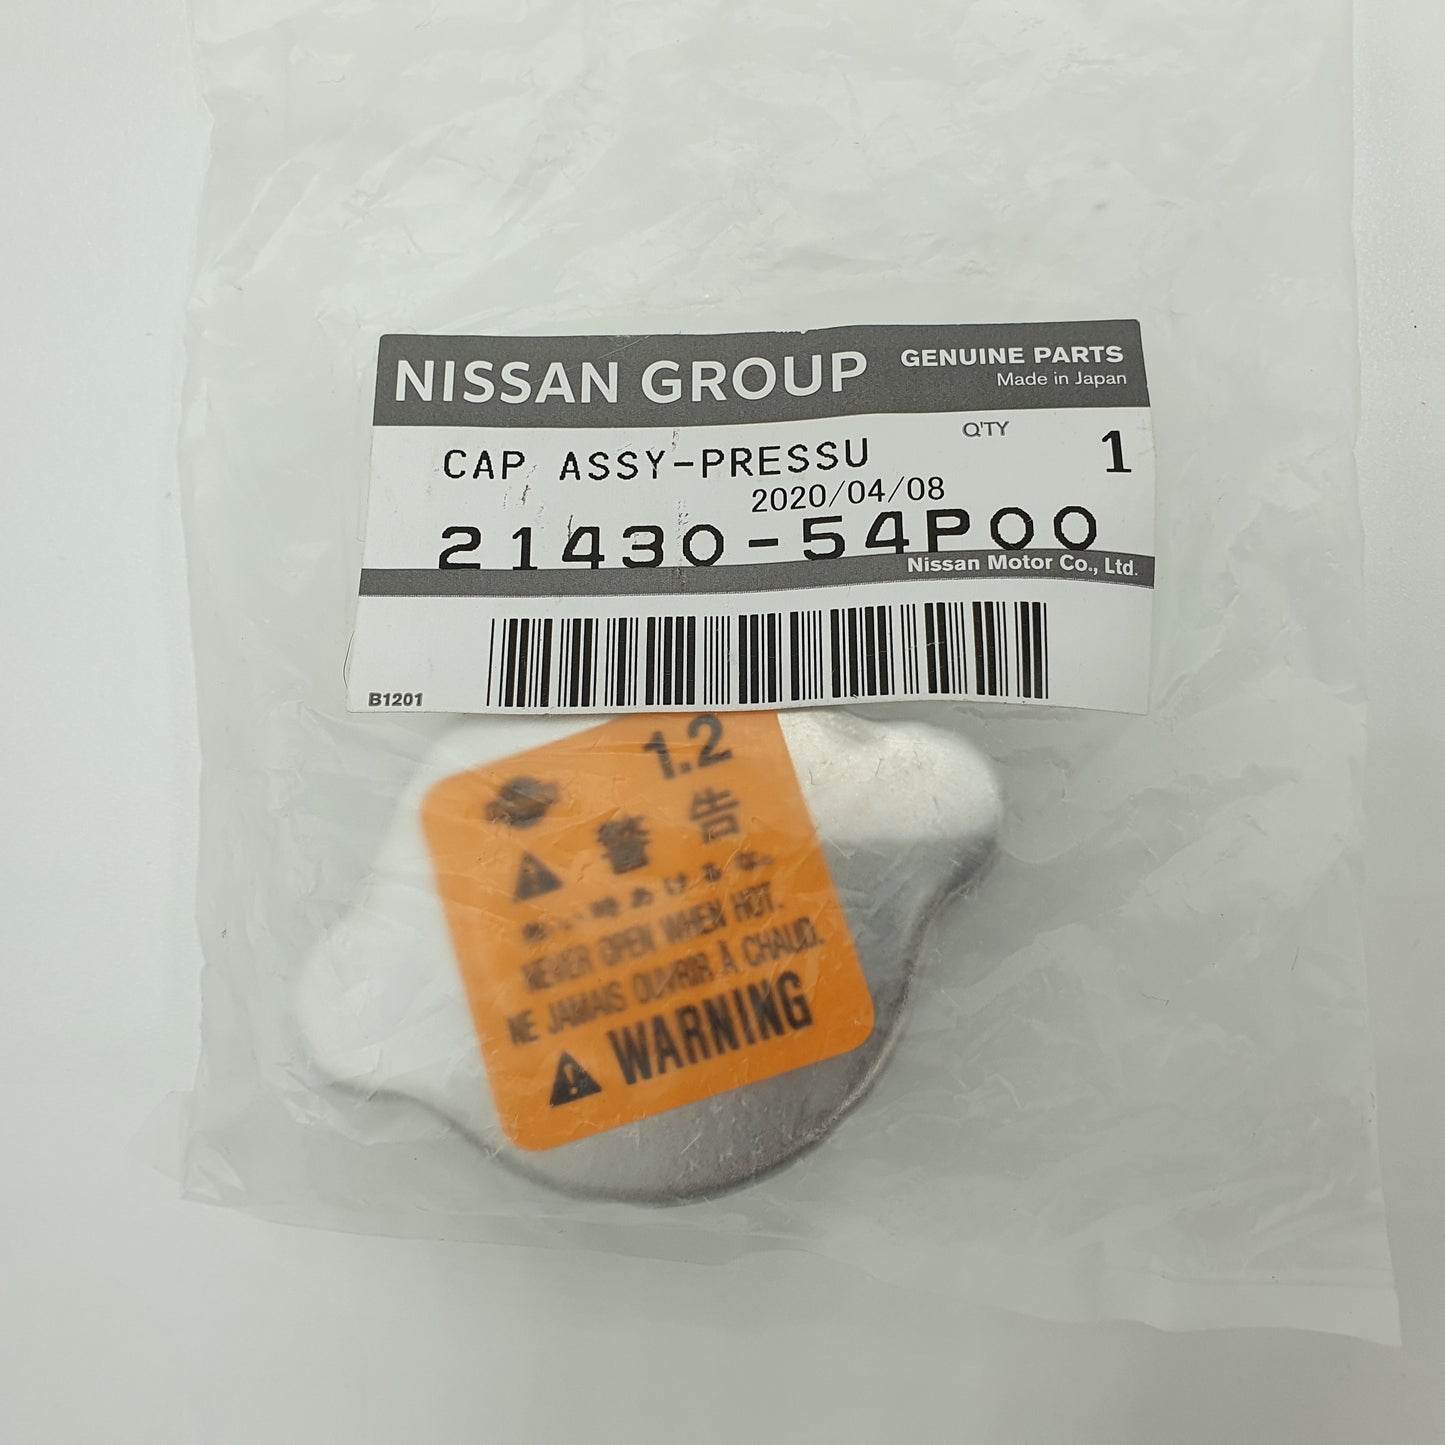 NISSAN GROUP
GENUINE PARTS
Made in Japan
CAP ASSY-PRESSU
Q'TY
1
2020/04/08
21430-54P00
Nissan Motor Co., Ltd.
B1201
1.2
警告
熱い時あけるな。
NEVER OPEN WHEN HOT.
NE JAMAIS OUVRIR À CHAUD.
WARNING